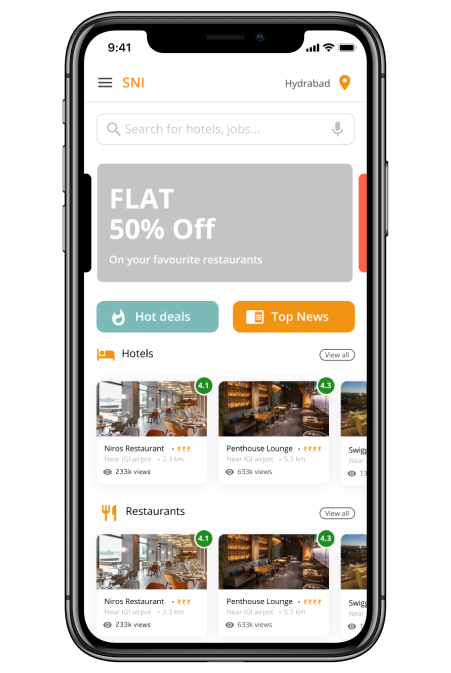 9:41
SNI
Hydrabad
Search for hotels, jobs...
FLAT
50% Off
On your favourite restaurants
Hot deals
Top News
Hotels
View all
4.1
4.3
Niros Restaurant • ₹₹₹
Penthouse Lounge • ₹₹₹₹
Swig
Near IGI airpot • 2.3 km
Near IGI airpot • 5.3 km
Near
233k views
633k views
13
Restaurants
View all
4.1
4.3
Niros Restaurant • ₹₹₹
Penthouse Lounge • ₹₹₹₹
Swig
Near IGI airpot • 2.3 km
Near IGI airpot • 5.3 km
Near
233k views
633k views